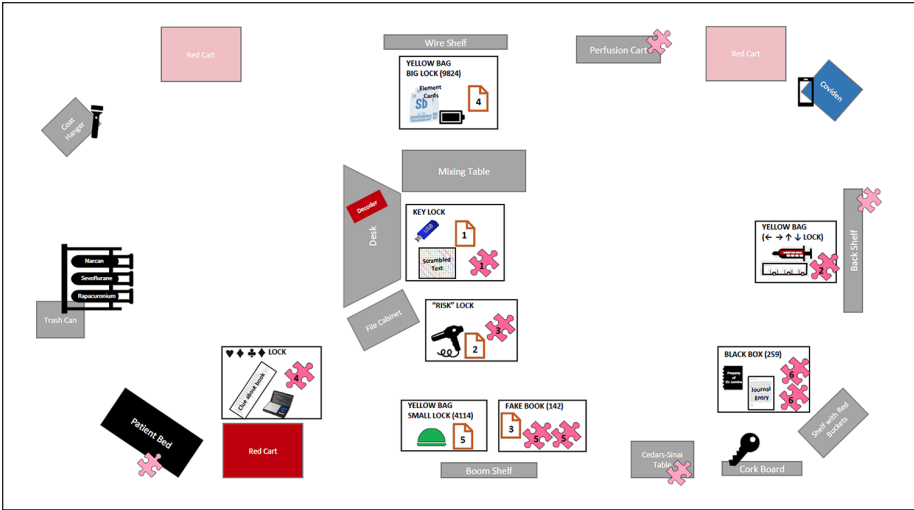 Red Cart
Wire Shelf
Perfusion Cart
Red Cart
Coviden
Coat
Hanger
YELLOW BAG
BIG LOCK (9824)
Element
Cards
Sb
4
Mixing Table
Decoder
Desk
KEY LOCK
USB
1
Scrambled
Text
1
YELLOW BAG
(← → ↑ ↓ LOCK)
2
Back Shelf
Narcan
Sevoflurane
Rapacuronium
Trash Can
File Cabinet
"RISK" LOCK
3
2
♥ ♦ ♣ ♦ LOCK
4
Clue about book
BLACK BOX (259)
Property
of
Journal
Entry
6
6
Patient Bed
Red Cart
YELLOW BAG
SMALL LOCK (4114)
5
FAKE BOOK (142)
3
5
5
Boom Shelf
Cedars-Sinai
Table
Cork Board
Shelf with Red
Buckets